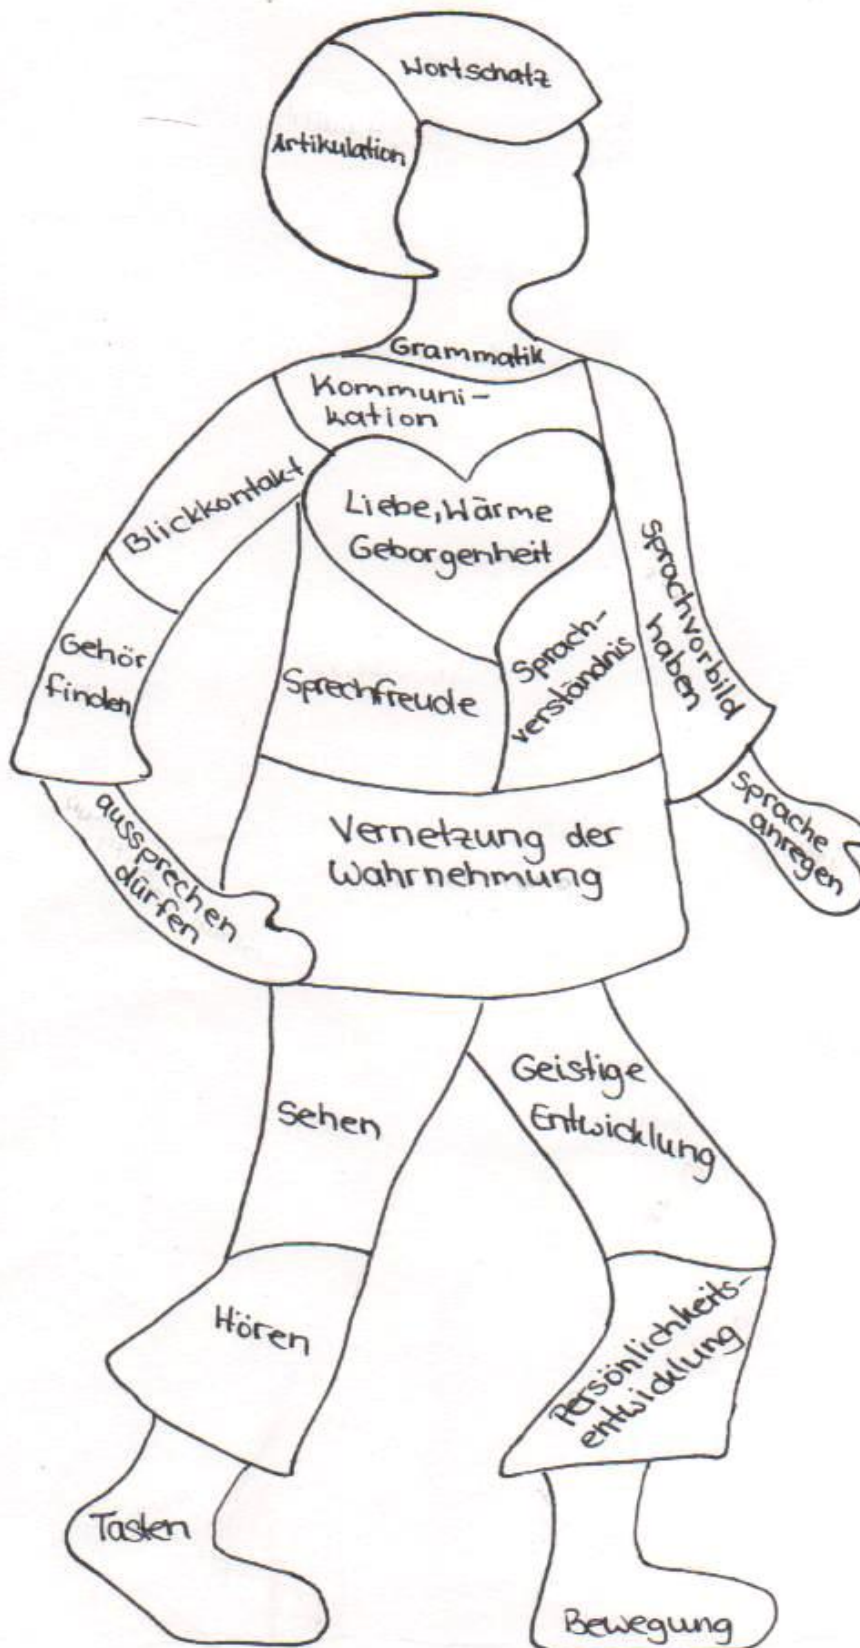 Wortschatz
Artikulation
Grammatik
Kommuni-
kation
Blickkontakt
Liebe, Wärme
Geborgenheit
Gehör
finden
Sprechfreude
Sprach-
verständnis
Sprachvorbild
haben
aussprechen
dürfen
Vernetzung der
Wahrnehmung
Sprache
anregen
Sehen
Geistige
Entwicklung
Hören
Persönlichkeits-
entwicklung
Tasten
Bewegung